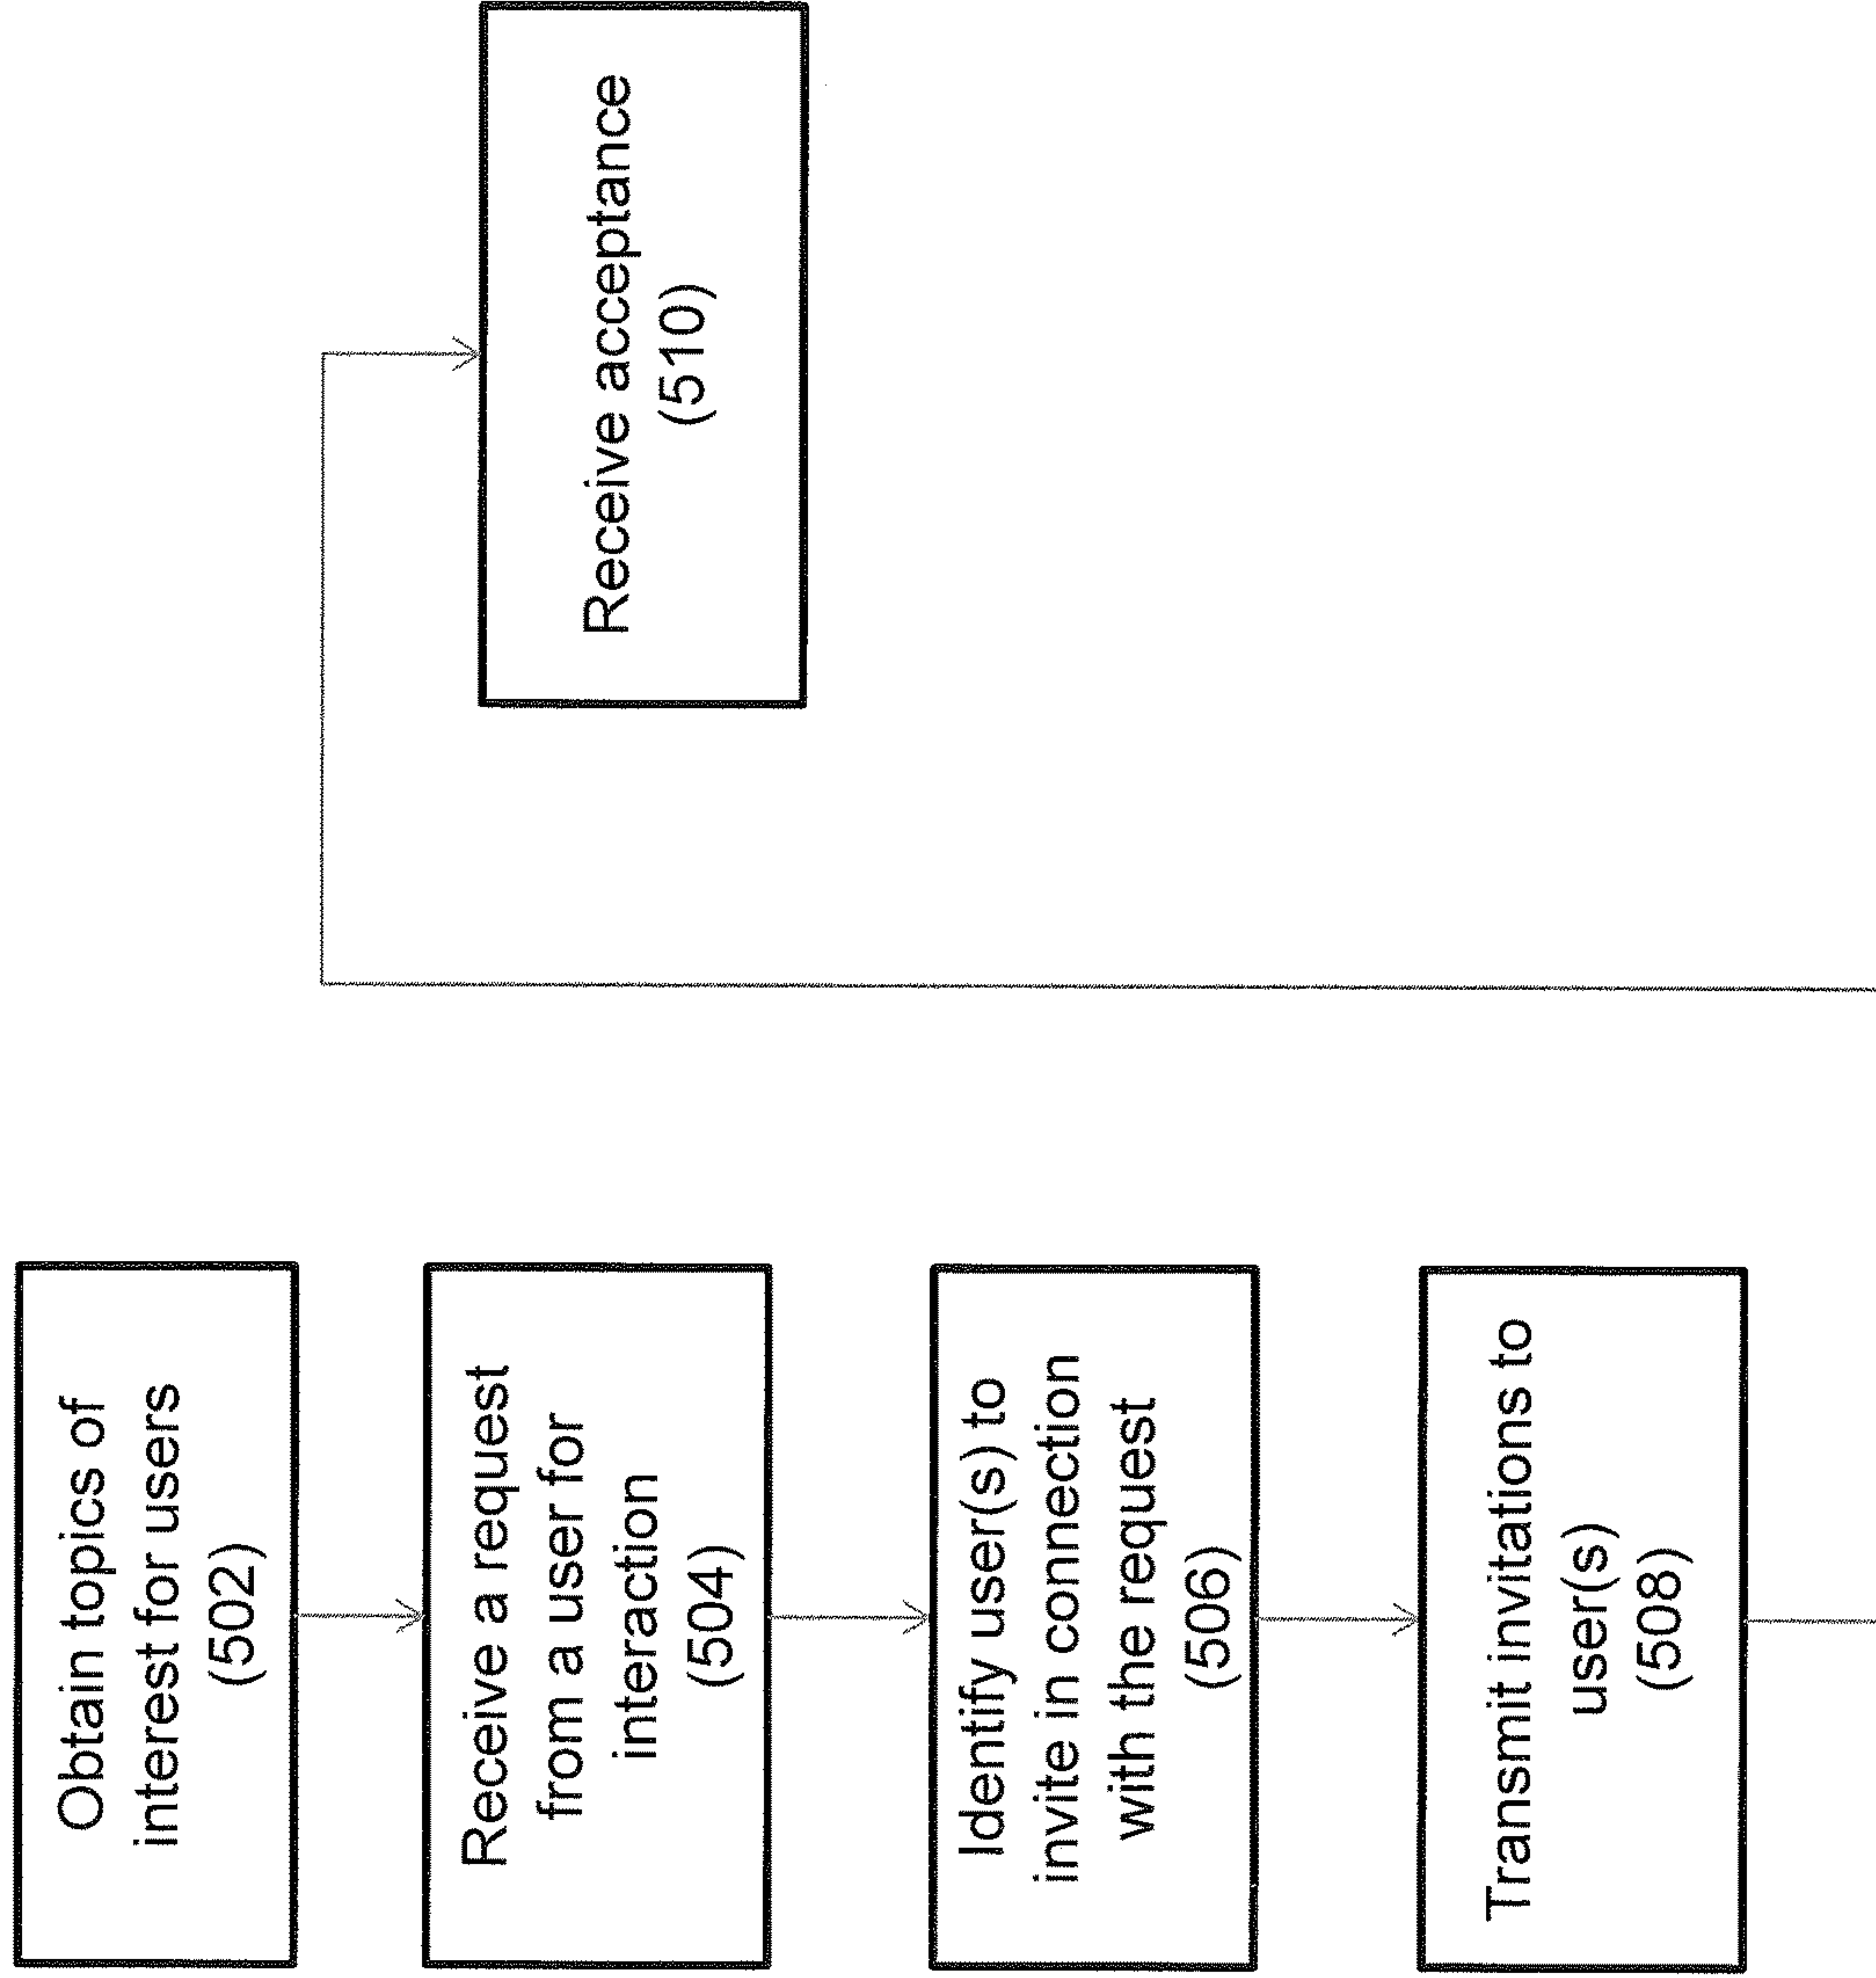 Obtain topics of
interest for users
(502)
Receive a request
from a user for
interaction
(504)
Identify user(s) to
invite in connection
with the request
(506)
Transmit invitations to
user(s)
(508)
Receive acceptance
(510)